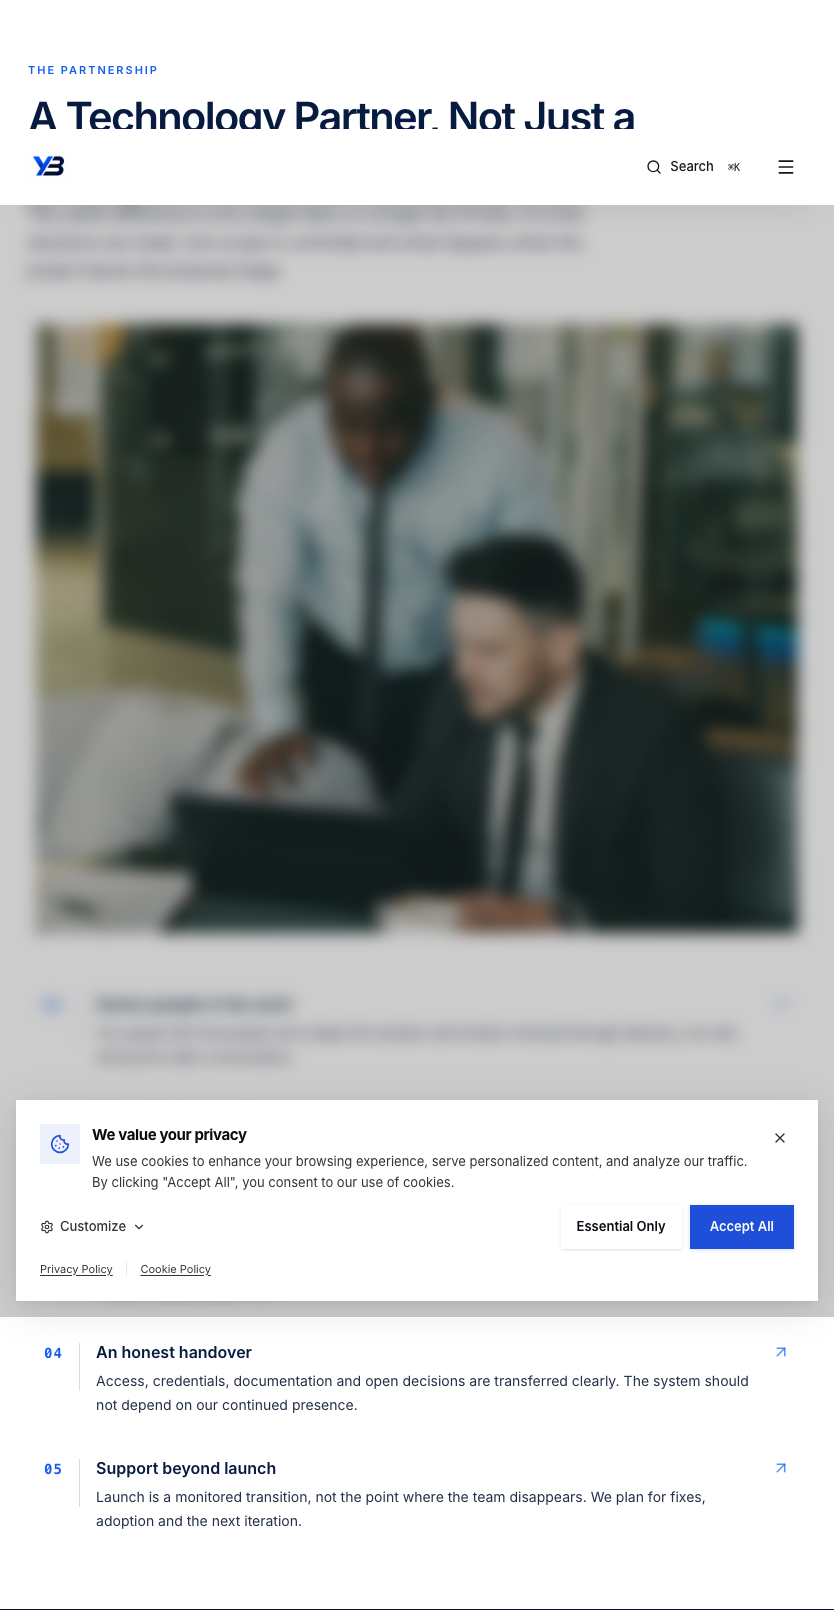 THE PARTNERSHIP
A Technology Partner, Not Just a
YB
Search ⌘K
We value your privacy
We use cookies to enhance your browsing experience, serve personalized content, and analyze our traffic.
By clicking "Accept All", you consent to our use of cookies.
Customize
Essential Only
Accept All
Privacy Policy
Cookie Policy
04
An honest handover
Access, credentials, documentation and open decisions are transferred clearly. The system should
not depend on our continued presence.
05
Support beyond launch
Launch is a monitored transition, not the point where the team disappears. We plan for fixes,
adoption and the next iteration.